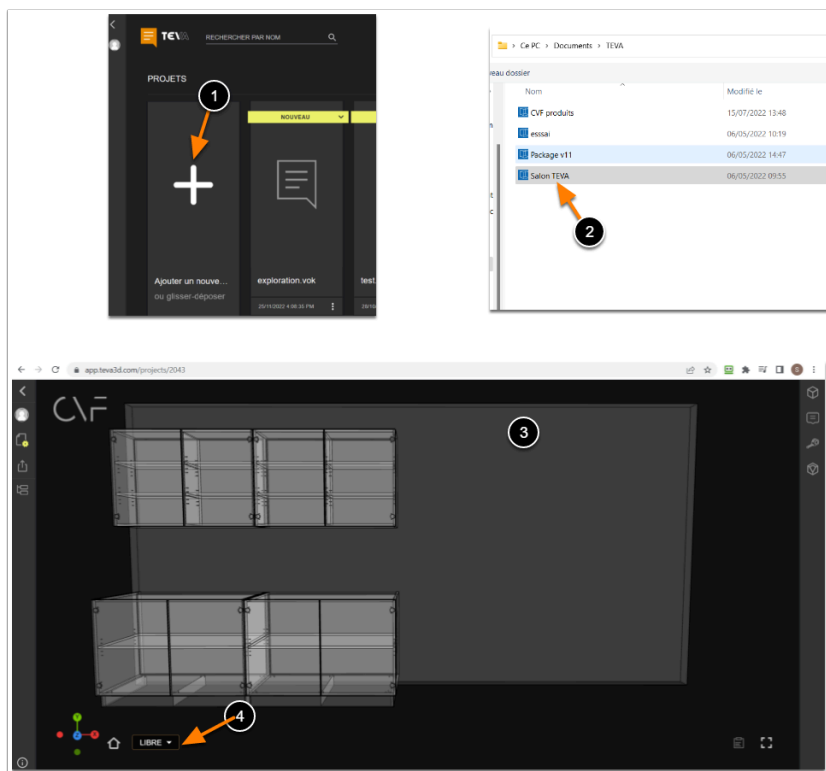 TEVA
RECHERCHER PAR NOM
PROJETS
1
NOUVEAU
Ajouter un nouve...
ou glisser-déposer
exploration.vok
25/11/2022 4:06:35 PM
test.
Ce PC > Documents > TEVA
eau dossier
Nom
Modifié le
CVF produits
15/07/2022 13:48
esssai
06/05/2022 10:19
Package v11
06/05/2022 14:47
Salon TEVA
06/05/2022 09:55
2
app.teva3d.com/projects/2043
S
CVF
3
4
Y
Z
X
LIBRE